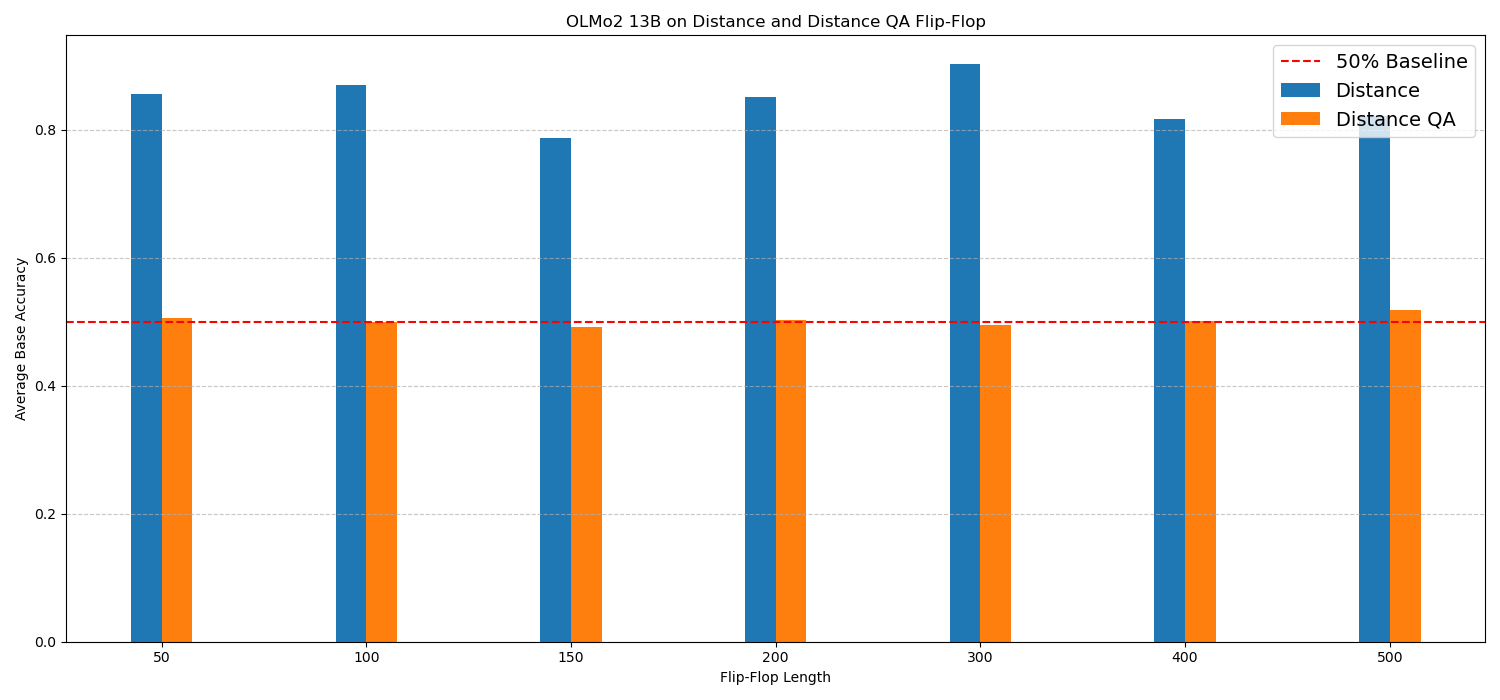 OLMo2 13B on Distance and Distance QA Flip-Flop
50% Baseline
Distance
Distance QA
Average Base Accuracy
0.8
0.6
0.4
0.2
0.0
50 100 150 200 300 400 500
Flip-Flop Length